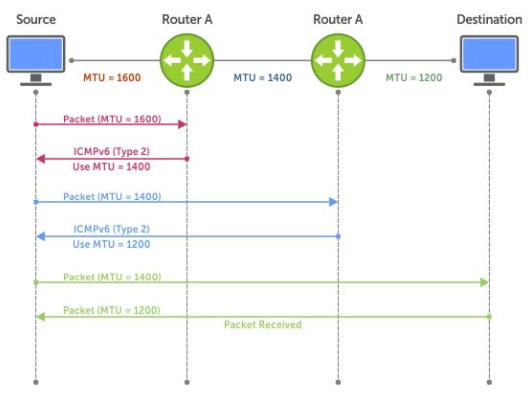 Source
Router A
Router A
Destination
MTU = 1600
MTU = 1400
MTU = 1200
Packet (MTU = 1600)
ICMPv6 (Type 2)
Use MTU = 1400
Packet (MTU = 1400)
ICMPv6 (Type 2)
Use MTU = 1200
Packet (MTU = 1400)
Packet (MTU = 1200)
Packet Received